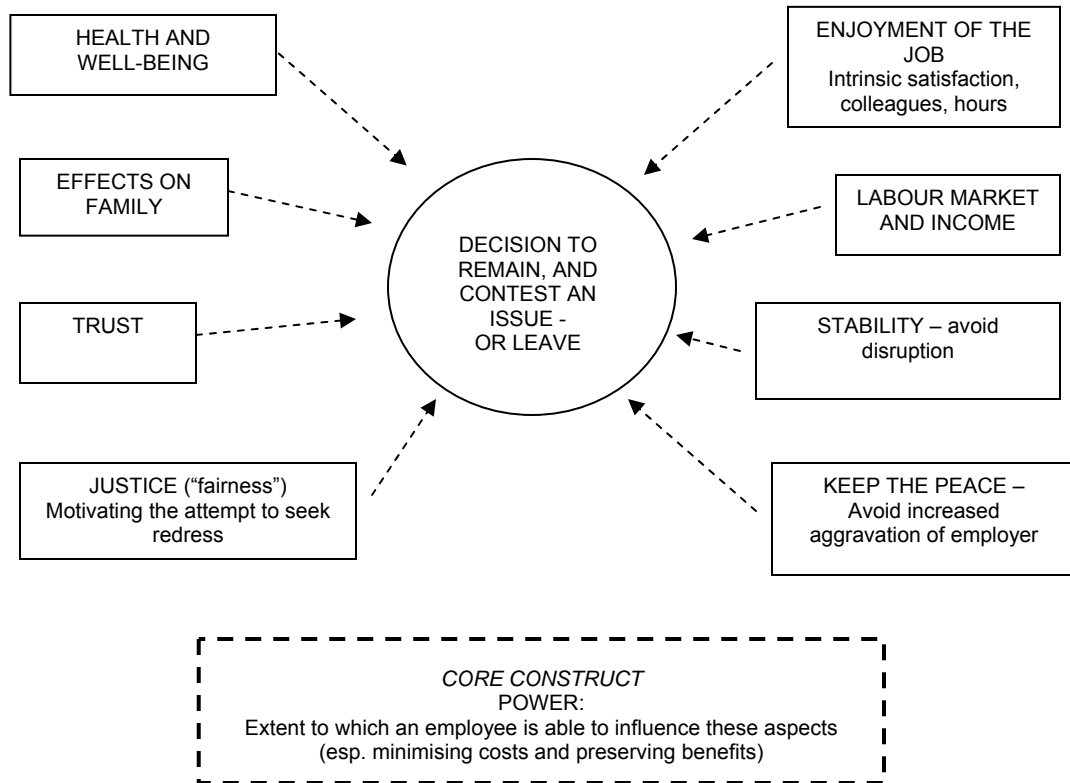 HEALTH AND
WELL-BEING
EFFECTS ON
FAMILY
TRUST
JUSTICE (“fairness”)
Motivating the attempt to seek
redress
DECISION TO
REMAIN, AND
CONTEST AN
ISSUE -
OR LEAVE
ENJOYMENT OF THE
JOB
Intrinsic satisfaction,
colleagues, hours
LABOUR MARKET
AND INCOME
STABILITY – avoid
disruption
KEEP THE PEACE –
Avoid increased
aggravation of employer
CORE CONSTRUCT
POWER:
Extent to which an employee is able to influence these aspects
(esp. minimising costs and preserving benefits)